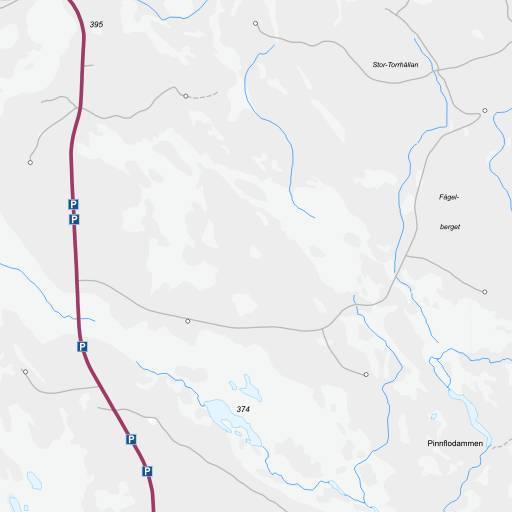 395
Stor-Torrhällan
Fågel-
berget
P
P
P
374
Pinnflodammen
P
P